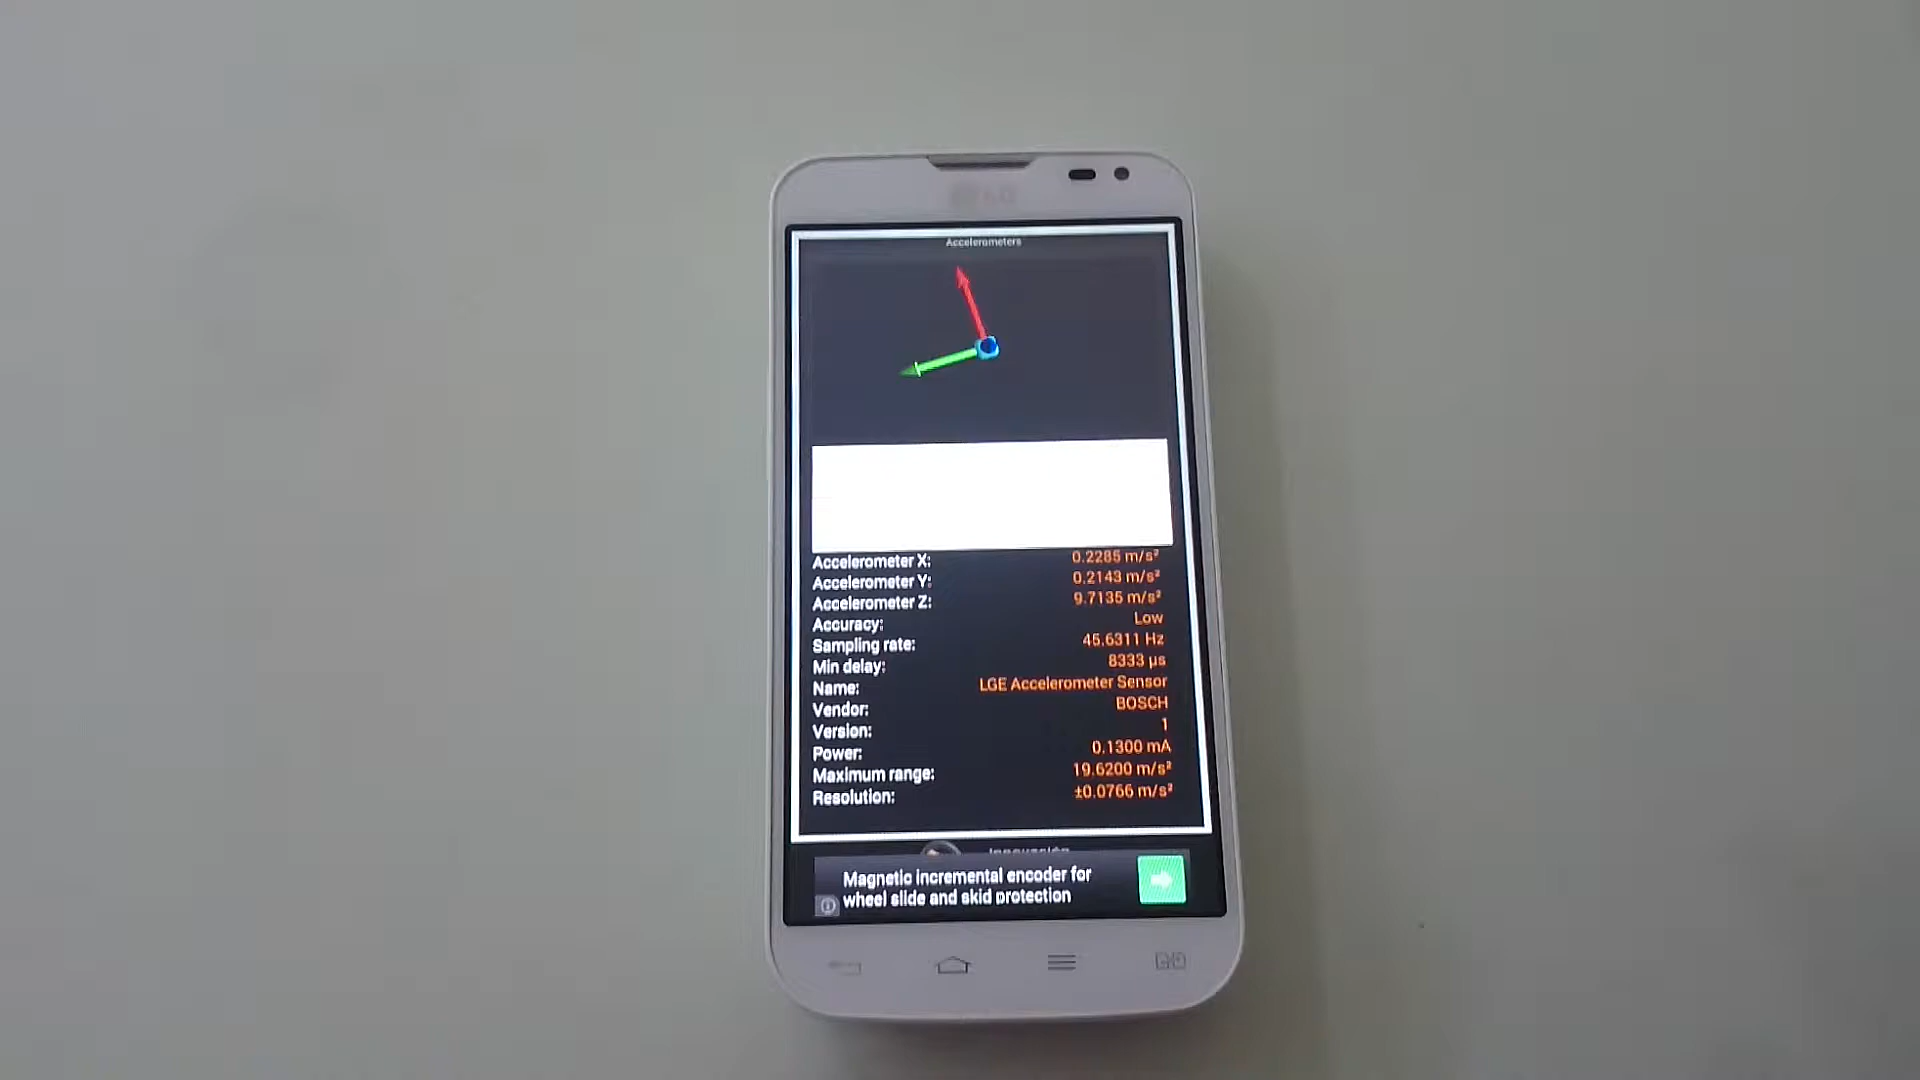 LG
Accelerometers
Accelerometer X: 0.2285 m/s²
Accelerometer Y: 0.2143 m/s²
Accelerometer Z: 9.7135 m/s²
Accuracy: Low
Sampling rate: 45.6311 Hz
Min delay: 8333 µs
Name: LGE Accelerometer Sensor
Vendor: BOSCH
Version: 1
Power: 0.1300 mA
Maximum range: 19.6200 m/s²
Resolution: ±0.0766 m/s²
Magnetic incremental encoder for
wheel slide and skid protection